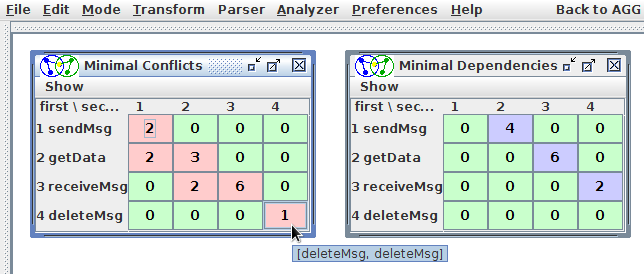 File Edit Mode Transform Parser Analyzer Preferences Help Back to AGG
Minimal Conflicts
Show
first \ sec... 1 2 3 4
1 sendMsg 2 0 0 0
2 getData 2 3 0 0
3 receiveMsg 0 2 6 0
4 deleteMsg 0 0 0 1
[deleteMsg, deleteMsg]
Minimal Dependencies
Show
first \ sec... 1 2 3 4
1 sendMsg 0 4 0 0
2 getData 0 0 6 0
3 receiveMsg 0 0 0 2
4 deleteMsg 0 0 0 0